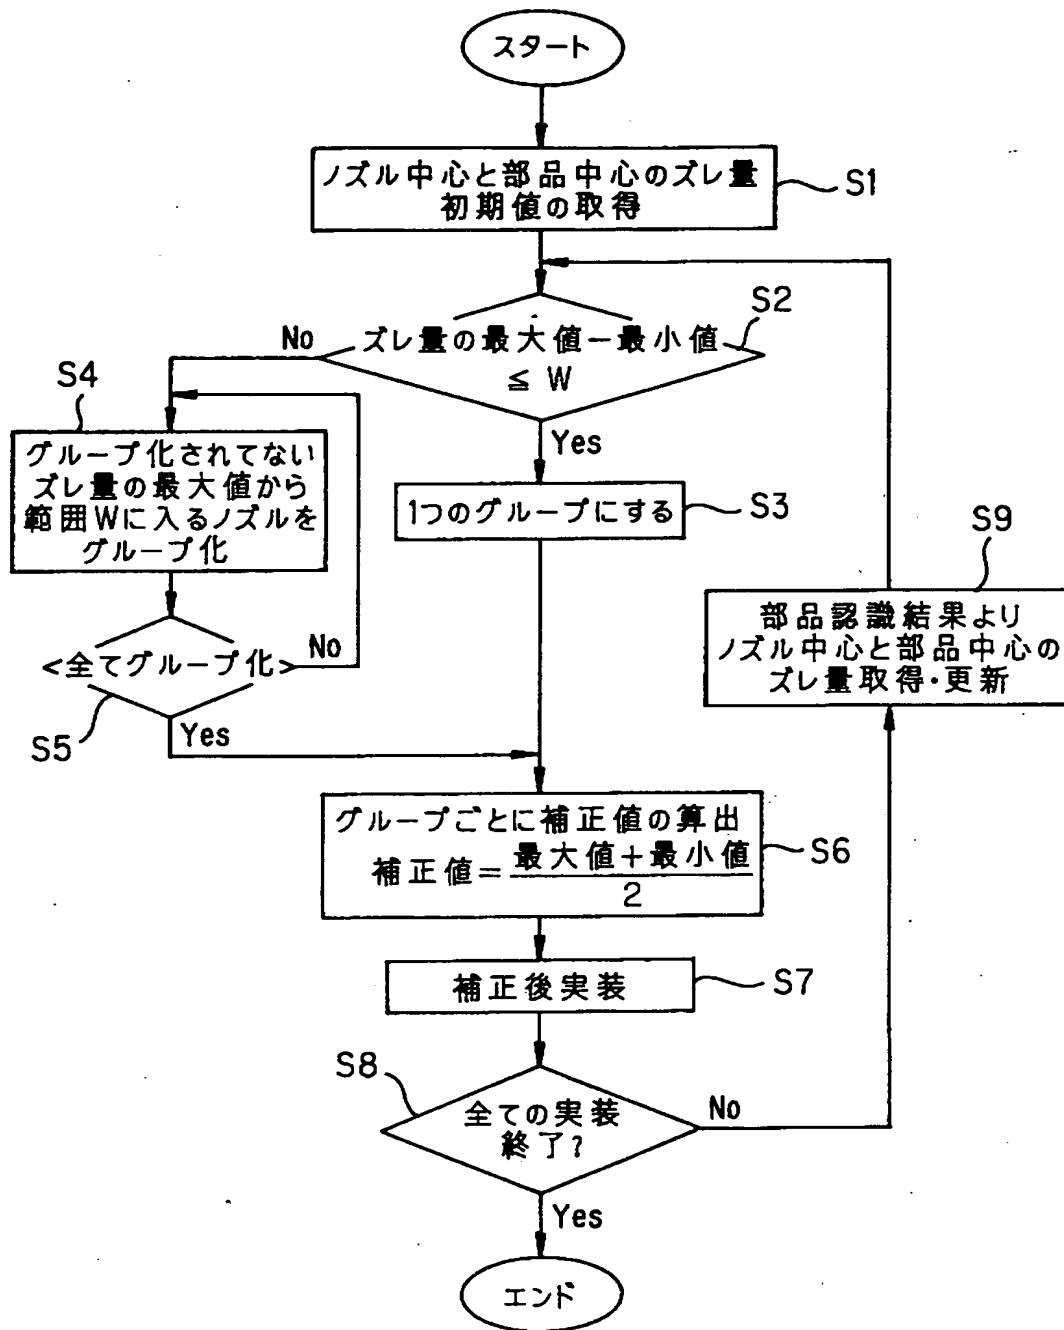 スタート
ノズル中心と部品中心のズレ量
初期値の取得
S1
S2
ズレ量の最大値－最小値
≦ W
No
Yes
S4
グループ化されてない
ズレ量の最大値から
範囲Wに入るノズルを
グループ化
1つのグループにする
S3
S9
部品認識結果より
ノズル中心と部品中心の
ズレ量取得・更新
<全てグループ化>
No
S5
Yes
グループごとに補正値の算出
補正値＝最大値＋最小値
2
S6
補正後実装
S7
S8
全ての実装
終了?
No
Yes
エンド